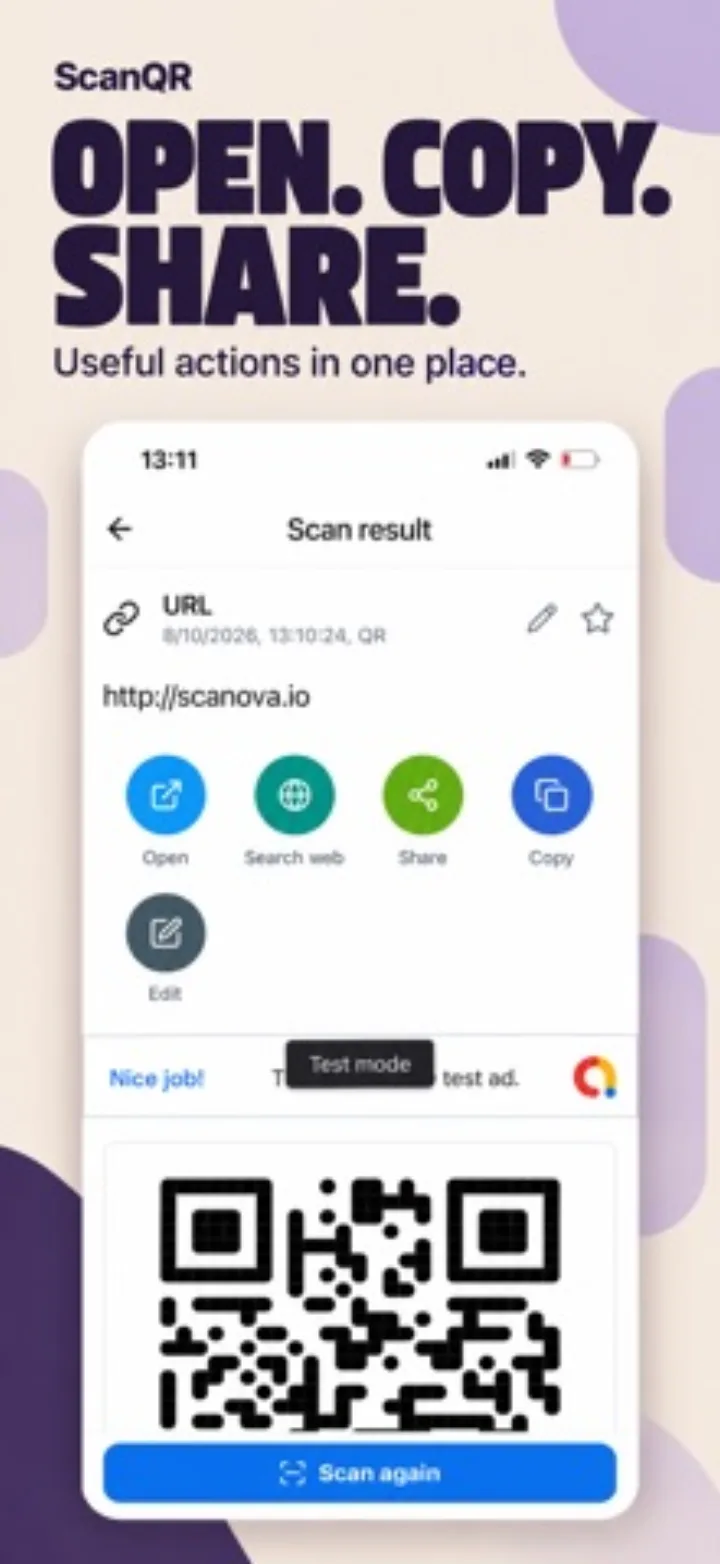 ScanQR
OPEN. COPY.
SHARE.
Useful actions in one place.
13:11
Scan result
URL
8/10/2026, 13:10:24, QR
http://scanova.io
Open Search web Share Copy
Edit
Nice job! Test mode test ad.
Scan again